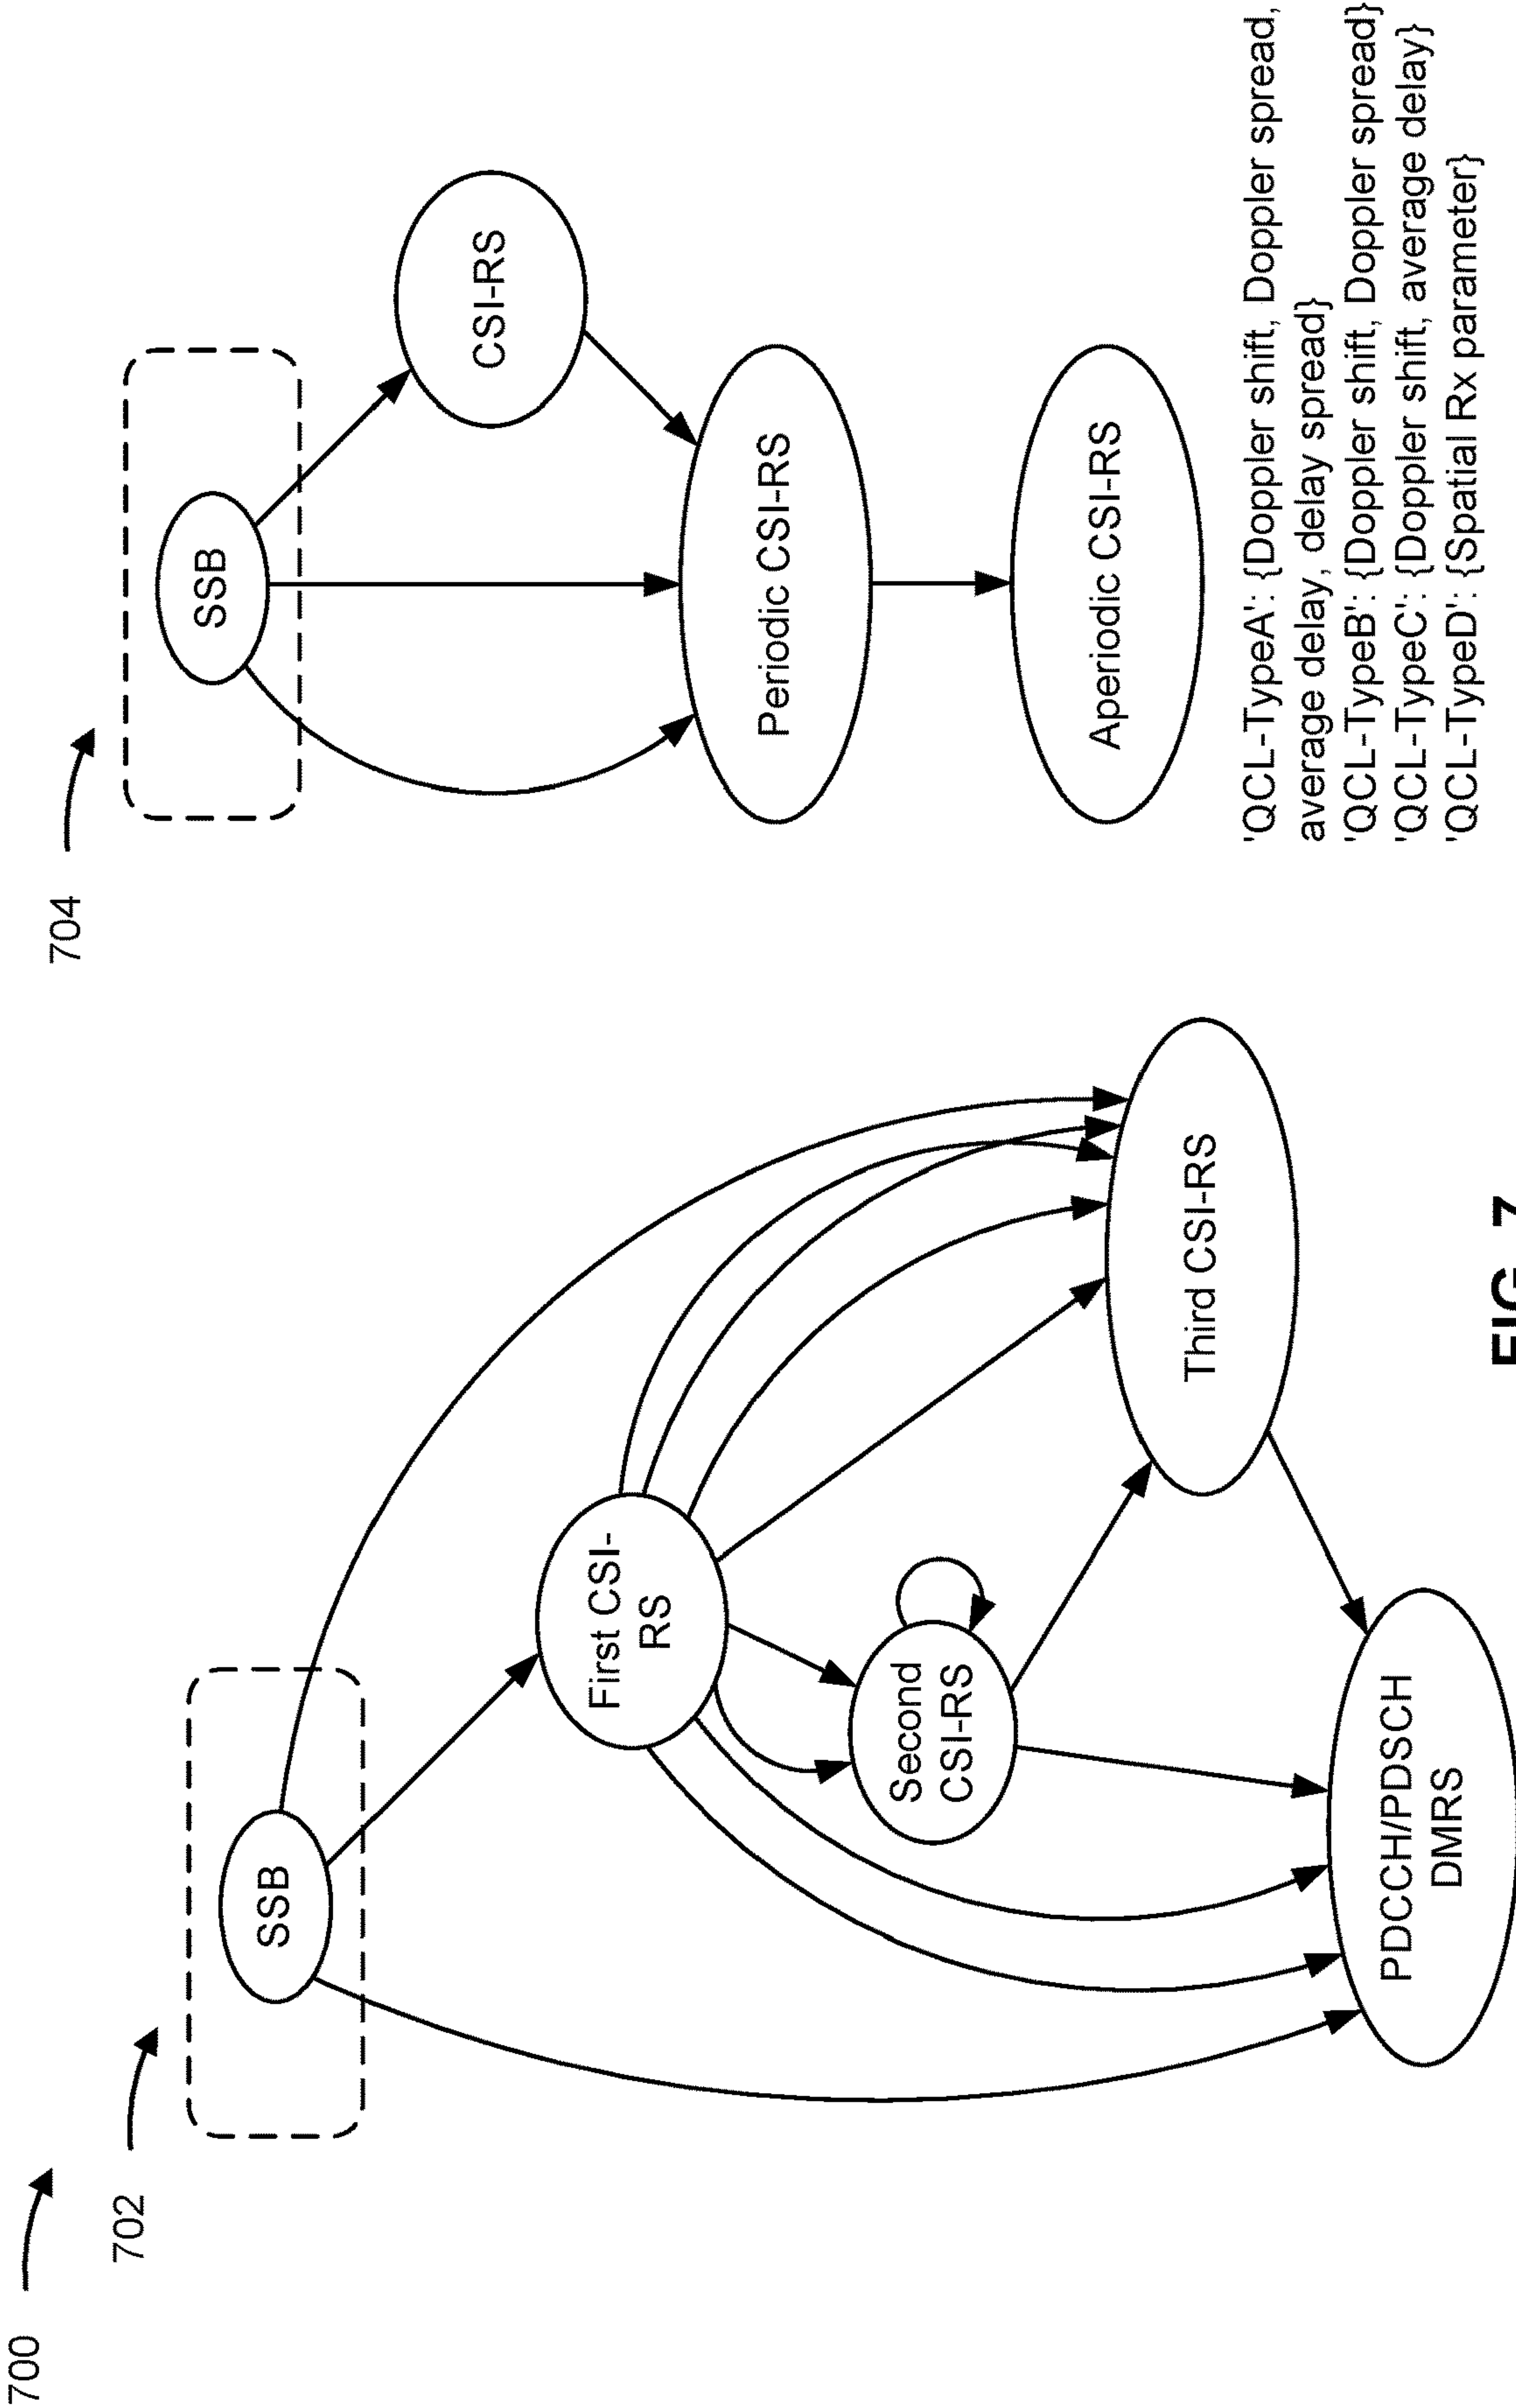 700
702
SSB
First CSI-
RS
Second
CSI-RS
Third CSI-RS
PDCCH/PDSCH
DMRS
704
SSB
CSI-RS
Periodic CSI-RS
Aperiodic CSI-RS
'QCL-TypeA': {Doppler shift, Doppler spread,
average delay, delay spread}
'QCL-TypeB': {Doppler shift, Doppler spread}
'QCL-TypeC': {Doppler shift, average delay}
'QCL-TypeD': {Spatial Rx parameter}
FIG. 7